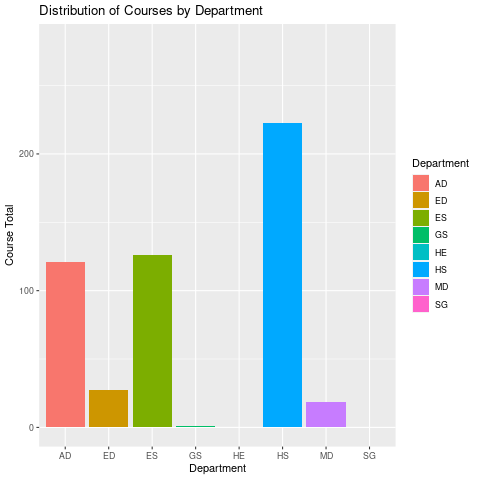 Distribution of Courses by Department
200
100
0
Course Total
AD ED ES GS HE HS MD SG
Department
Department
AD
ED
ES
GS
HE
HS
MD
SG